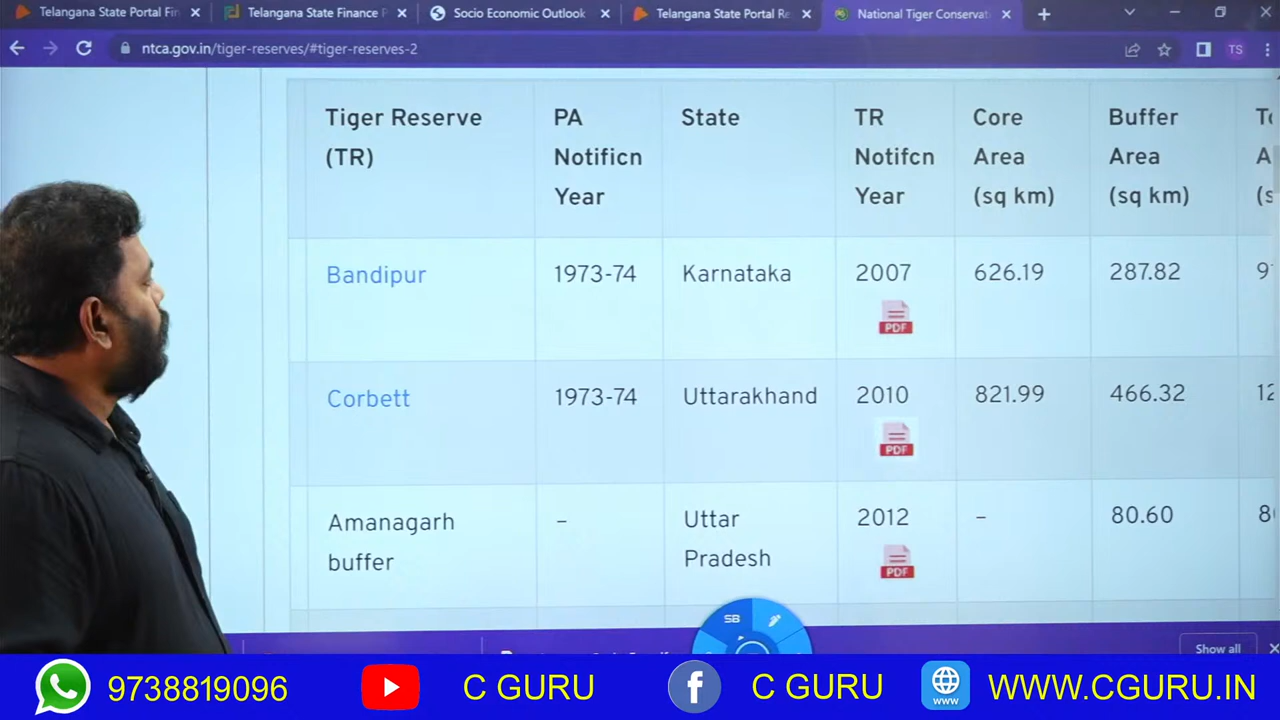 Telangana State Portal Fin
Telangana State Finance P
Socio Economic Outlook
Telangana State Portal Re
National Tiger Conservat
ntca.gov.in/tiger-reserves/#tiger-reserves-2
TS
Tiger Reserve (TR)
PA Notificn Year
State
TR Notifcn Year
Core Area (sq km)
Buffer Area (sq km)
Bandipur 1973-74 Karnataka 2007 626.19 287.82
PDF
Corbett 1973-74 Uttarakhand 2010 821.99 466.32
PDF
Amanagarh buffer – Uttar Pradesh 2012 – 80.60
PDF
SB
Show all
9738819096 C GURU C GURU WWW WWW.CGURU.IN